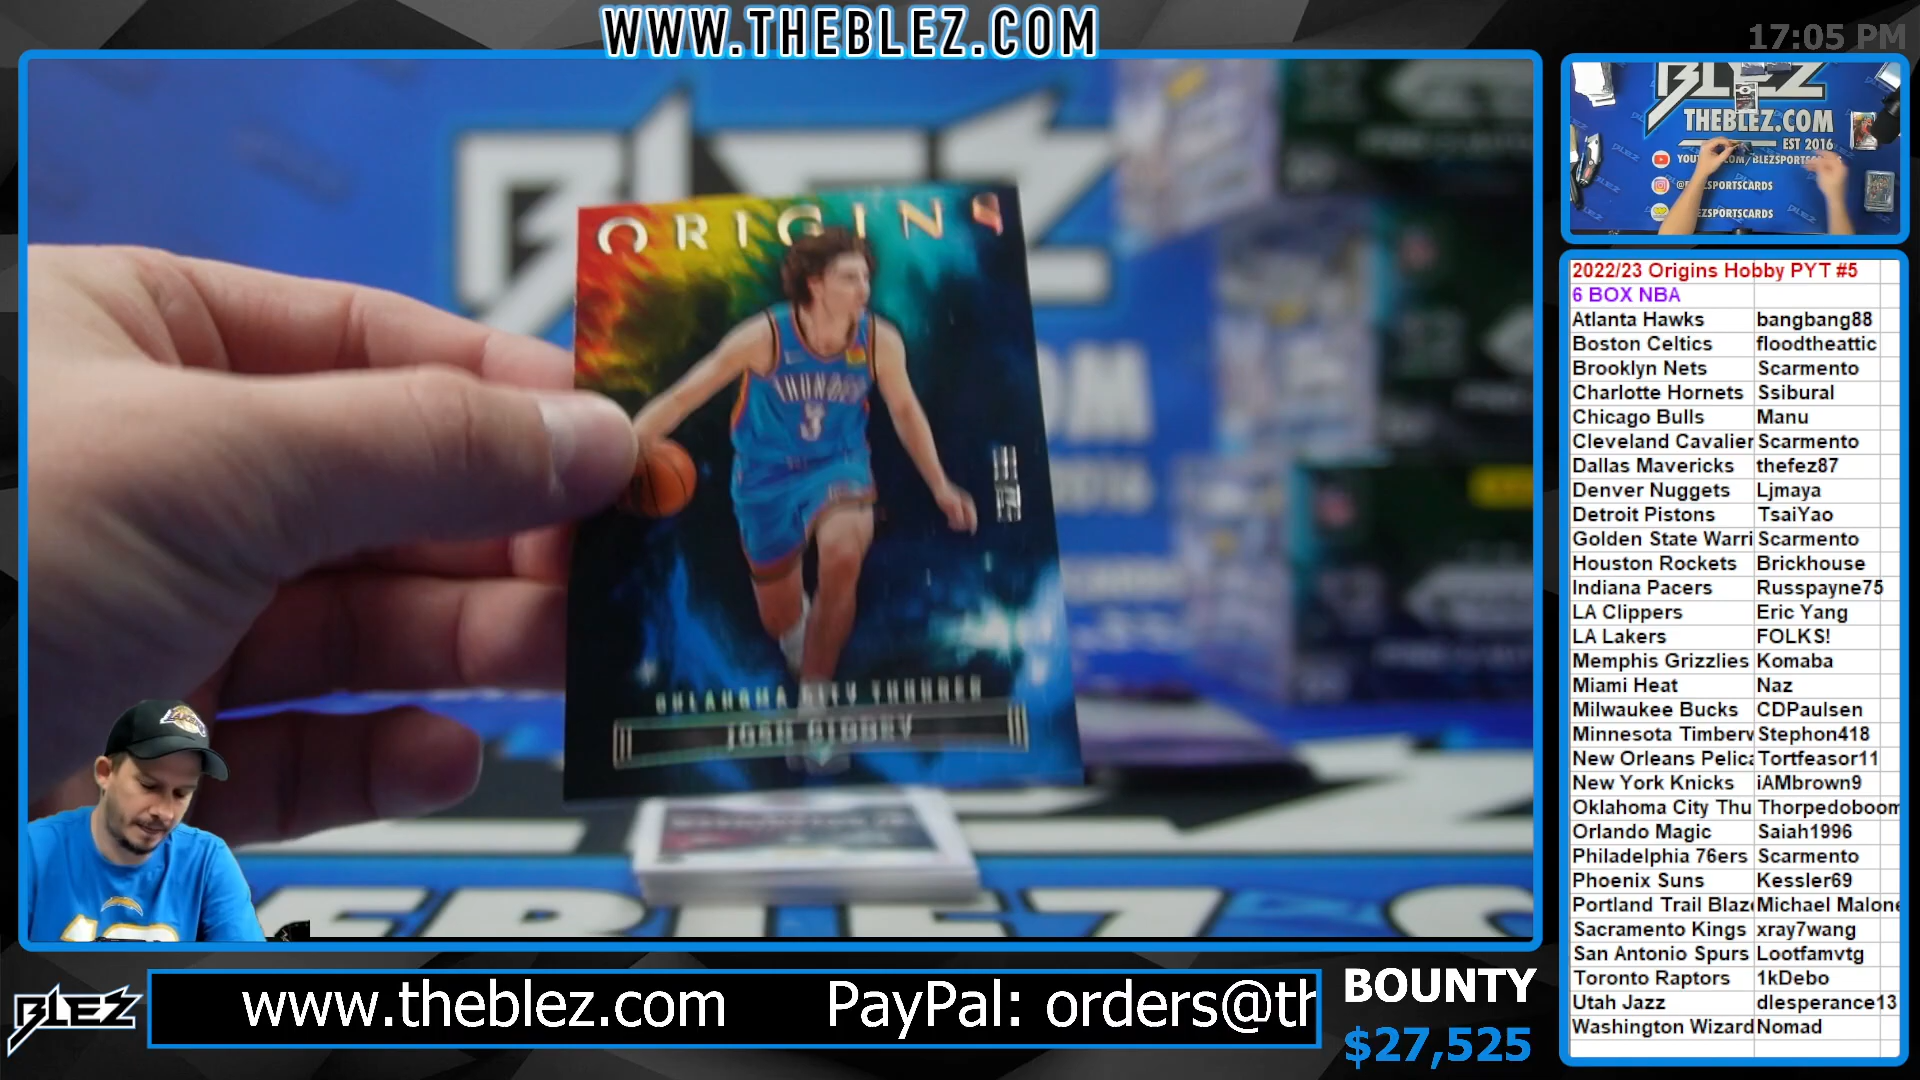 WWW.THEBLEZ.COM
17:05 PM
ORIGINS
THUNDER
3
OKLAHOMA CITY THUNDER
JOSH GIDDEY
BLEZ
THEBLEZ.COM
EST 2016
2022/23 Origins Hobby PYT #5
6 BOX NBA
Atlanta Hawks bangbang88
Boston Celtics floodtheattic
Brooklyn Nets Scarmento
Charlotte Hornets Ssibural
Chicago Bulls Manu
Cleveland Cavalier Scarmento
Dallas Mavericks thefez87
Denver Nuggets Ljmaya
Detroit Pistons TsaiYao
Golden State Warri Scarmento
Houston Rockets Brickhouse
Indiana Pacers Russpayne75
LA Clippers Eric Yang
LA Lakers FOLKS!
Memphis Grizzlies Komaba
Miami Heat Naz
Milwaukee Bucks CDPaulsen
Minnesota Timberv Stephon418
New Orleans Pelica Tortfeasor11
New York Knicks iAMbrown9
Oklahoma City Thu Thorpedoboom
Orlando Magic Saiah1996
Philadelphia 76ers Scarmento
Phoenix Suns Kessler69
Portland Trail Blaze Michael Malone
Sacramento Kings xray7wang
San Antonio Spurs Lootfamvtg
Toronto Raptors 1kDebo
Utah Jazz dlesperance13
Washington Wizard Nomad
BLEZ
www.theblez.com PayPal: orders@th
BOUNTY
$27,525